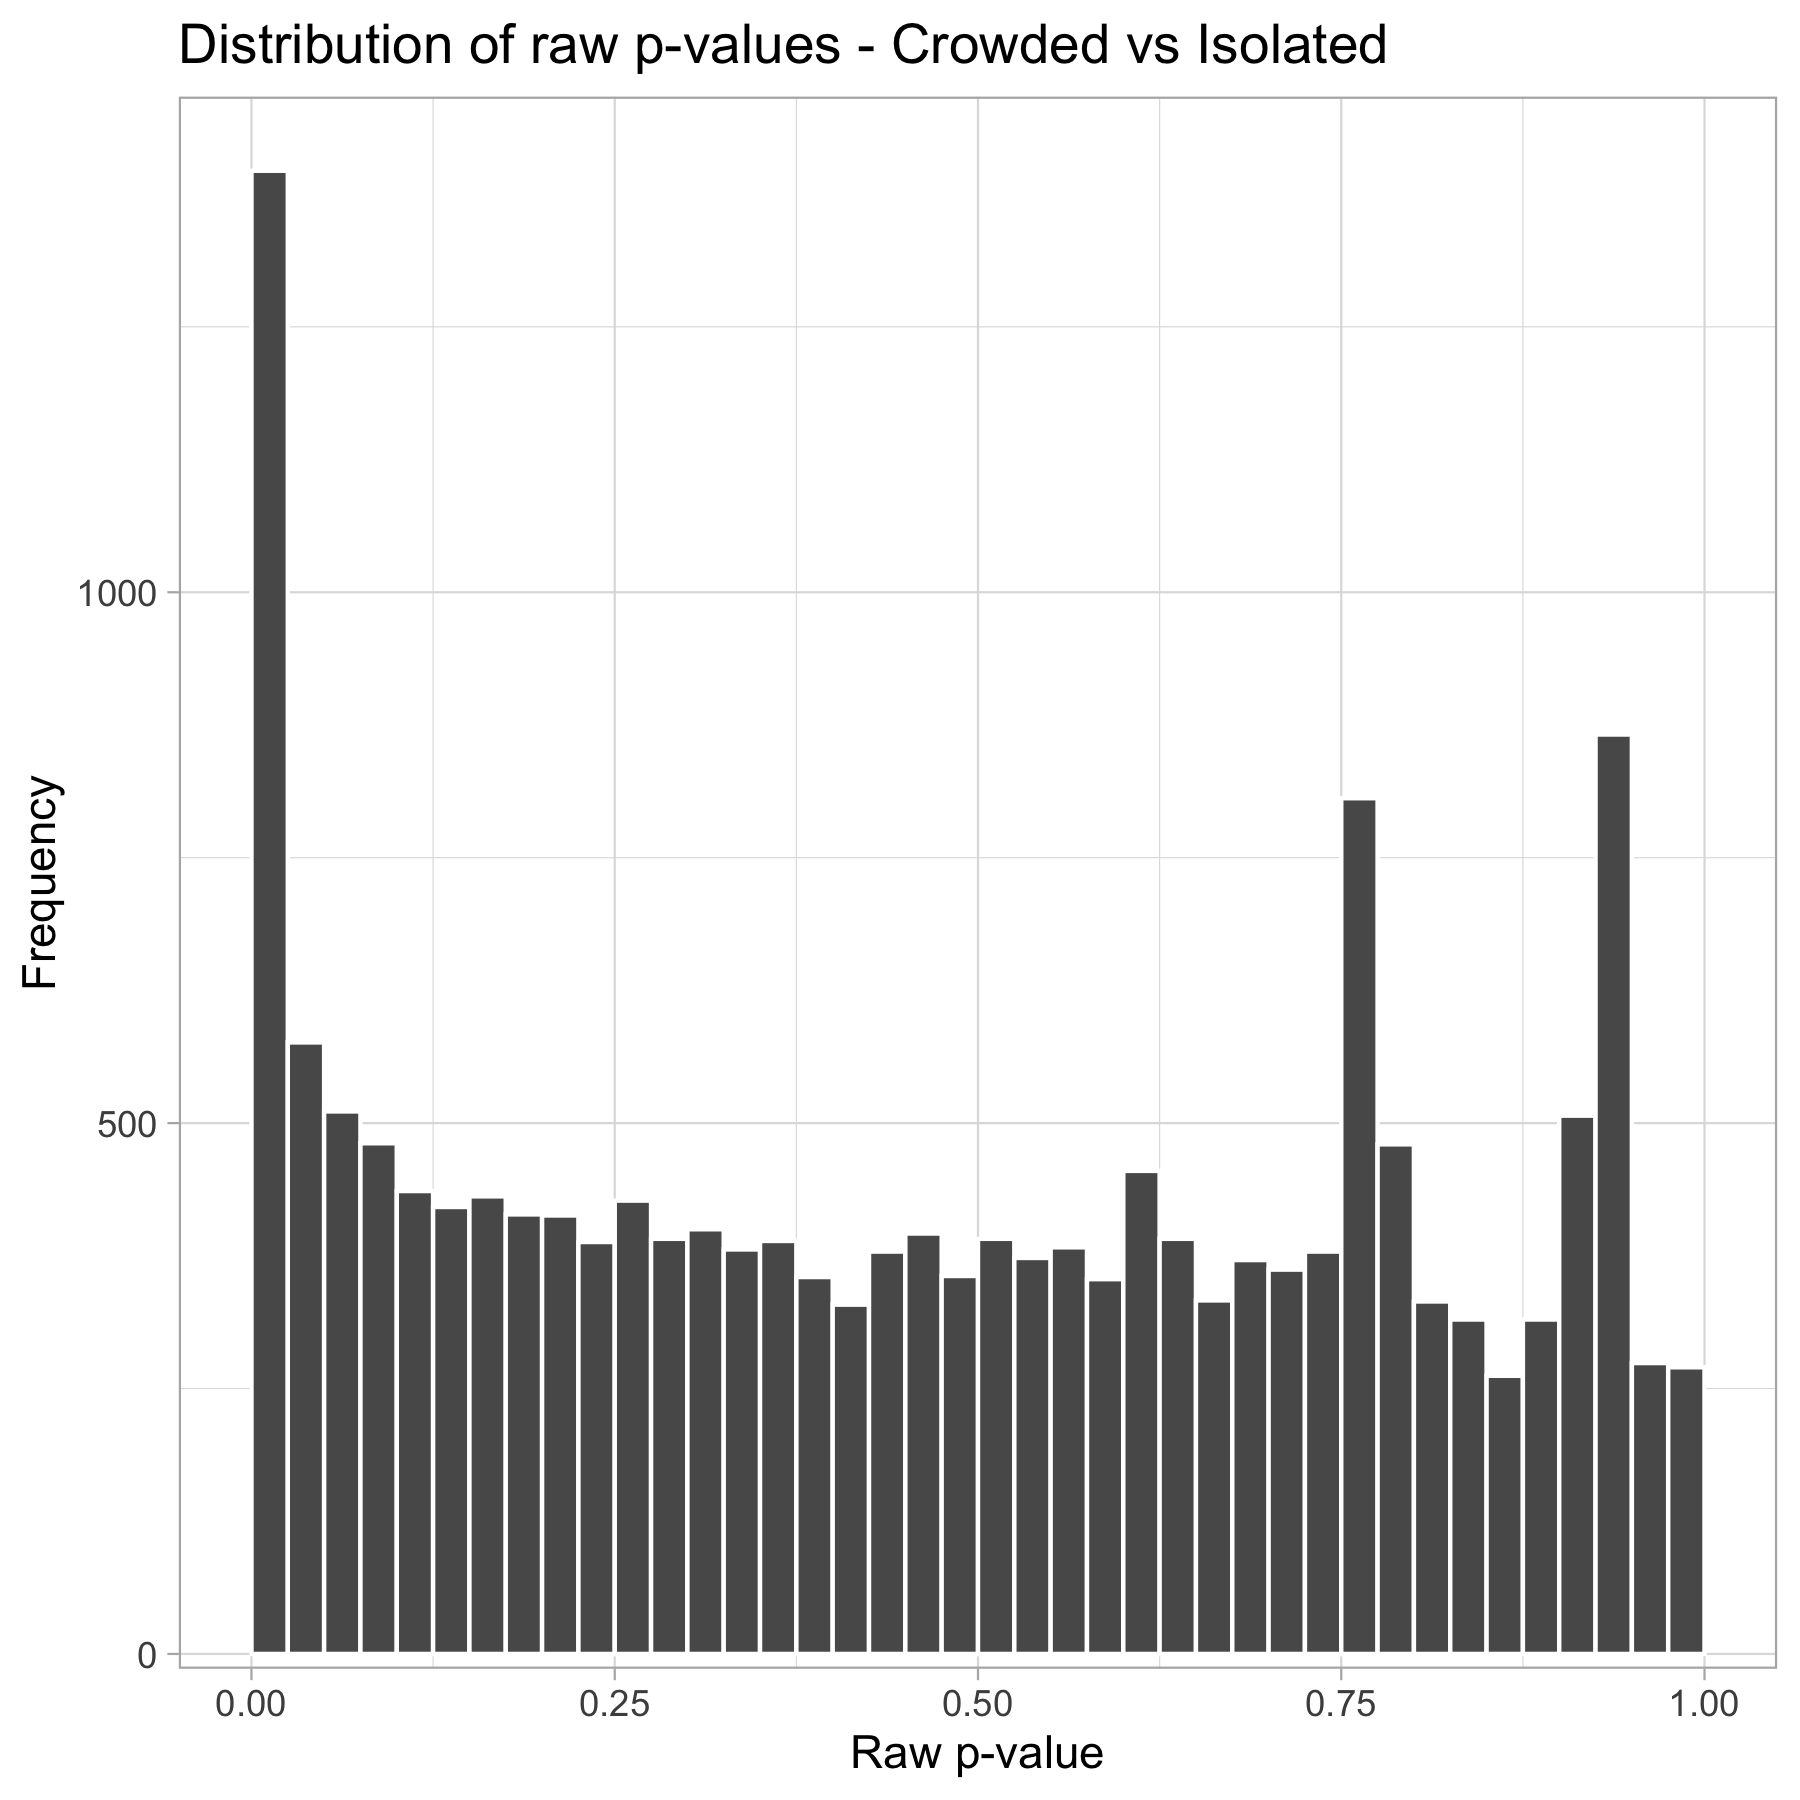 Distribution of raw p-values - Crowded vs Isolated
Frequency
1000
500
0
0.00 0.25 0.50 0.75 1.00
Raw p-value